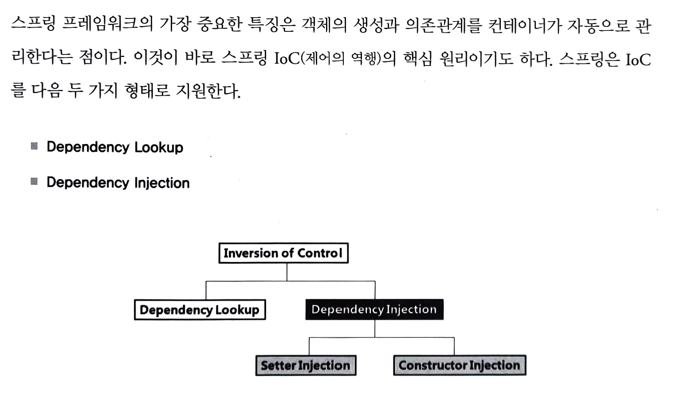 스프링 프레임워크의 가장 중요한 특징은 객체의 생성과 의존관계를 컨테이너가 자동으로 관
리한다는 점이다. 이것이 바로 스프링 IoC(제어의 역행)의 핵심 원리이기도 하다. 스프링은 IoC
를 다음 두 가지 형태로 지원한다.
Dependency Lookup
Dependency Injection
Inversion of Control
Dependency Lookup
Dependency Injection
Setter Injection
Constructor Injection